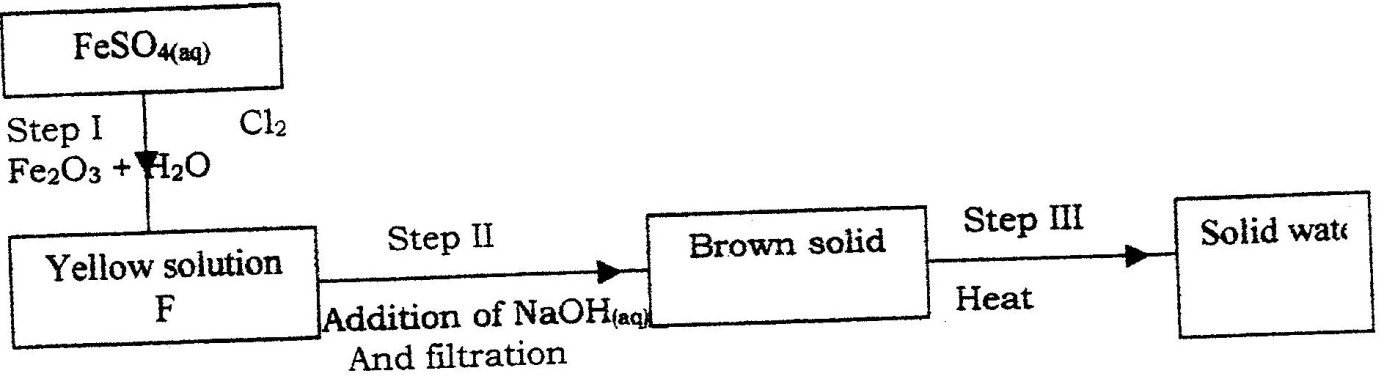 FeSO₄(aq)
Step I
Cl₂
Fe₂O₃ + H₂O
Yellow solution
F
Step II
Addition of NaOH(aq)
And filtration
Brown solid
Step III
Heat
Solid